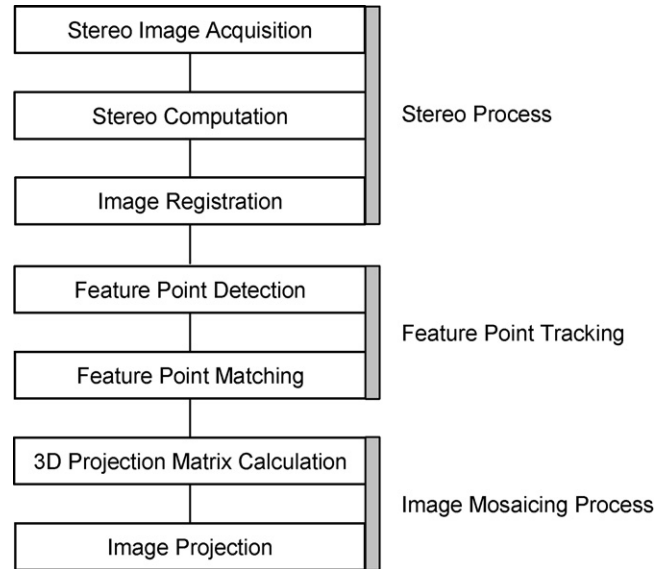 Stereo Image Acquisition
Stereo Computation
Stereo Process
Image Registration
Feature Point Detection
Feature Point Tracking
Feature Point Matching
3D Projection Matrix Calculation
Image Mosaicing Process
Image Projection